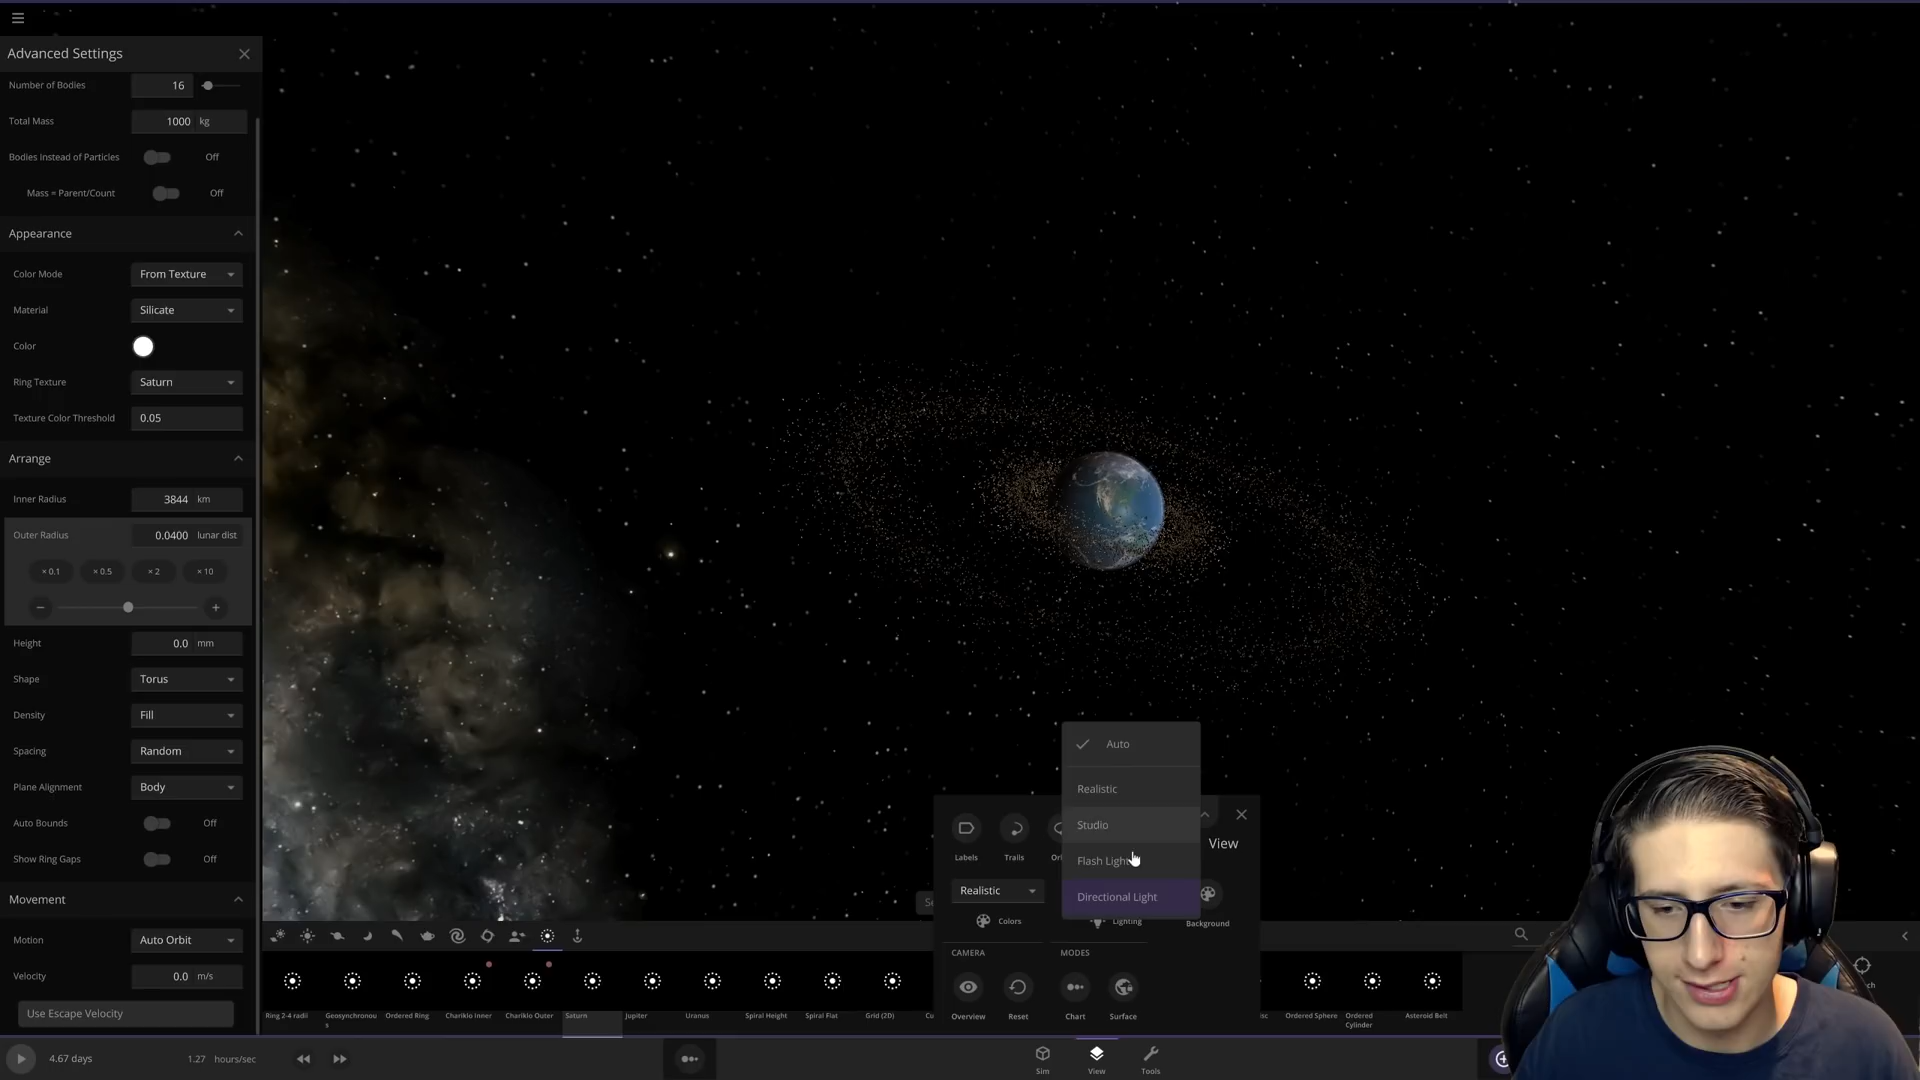 Advanced Settings
Number of Bodies 16
Total Mass 1000 kg
Bodies Instead of Particles Off
Mass = Parent/Count Off
Appearance
Color Mode From Texture
Material Silicate
Color
Ring Texture Saturn
Texture Color Threshold 0.05
Arrange
Inner Radius 3844 km
Outer Radius 0.0400 lunar dist
× 0.1 × 0.5 × 2 × 10
Height 0.0 mm
Shape Torus
Density Fill
Spacing Random
Plane Alignment Body
Auto Bounds Off
Show Ring Gaps Off
Movement
Motion Auto Orbit
Velocity 0.0 m/s
Use Escape Velocity
Auto
Realistic
Studio
Flash Light
Directional Light
View
Labels Trails
Realistic
Colors Lighting Background
CAMERA MODES
Overview Reset Chart Surface
Ring 2-4 radii Geosynchronou
s Ordered Ring Chariklo Inner Chariklo Outer Saturn Jupiter Uranus Spiral Height Spiral Flat Grid (2D) Ordered Sphere Ordered
Cylinder Asteroid Belt
4.67 days 1.27 hours/sec
Sim View Tools